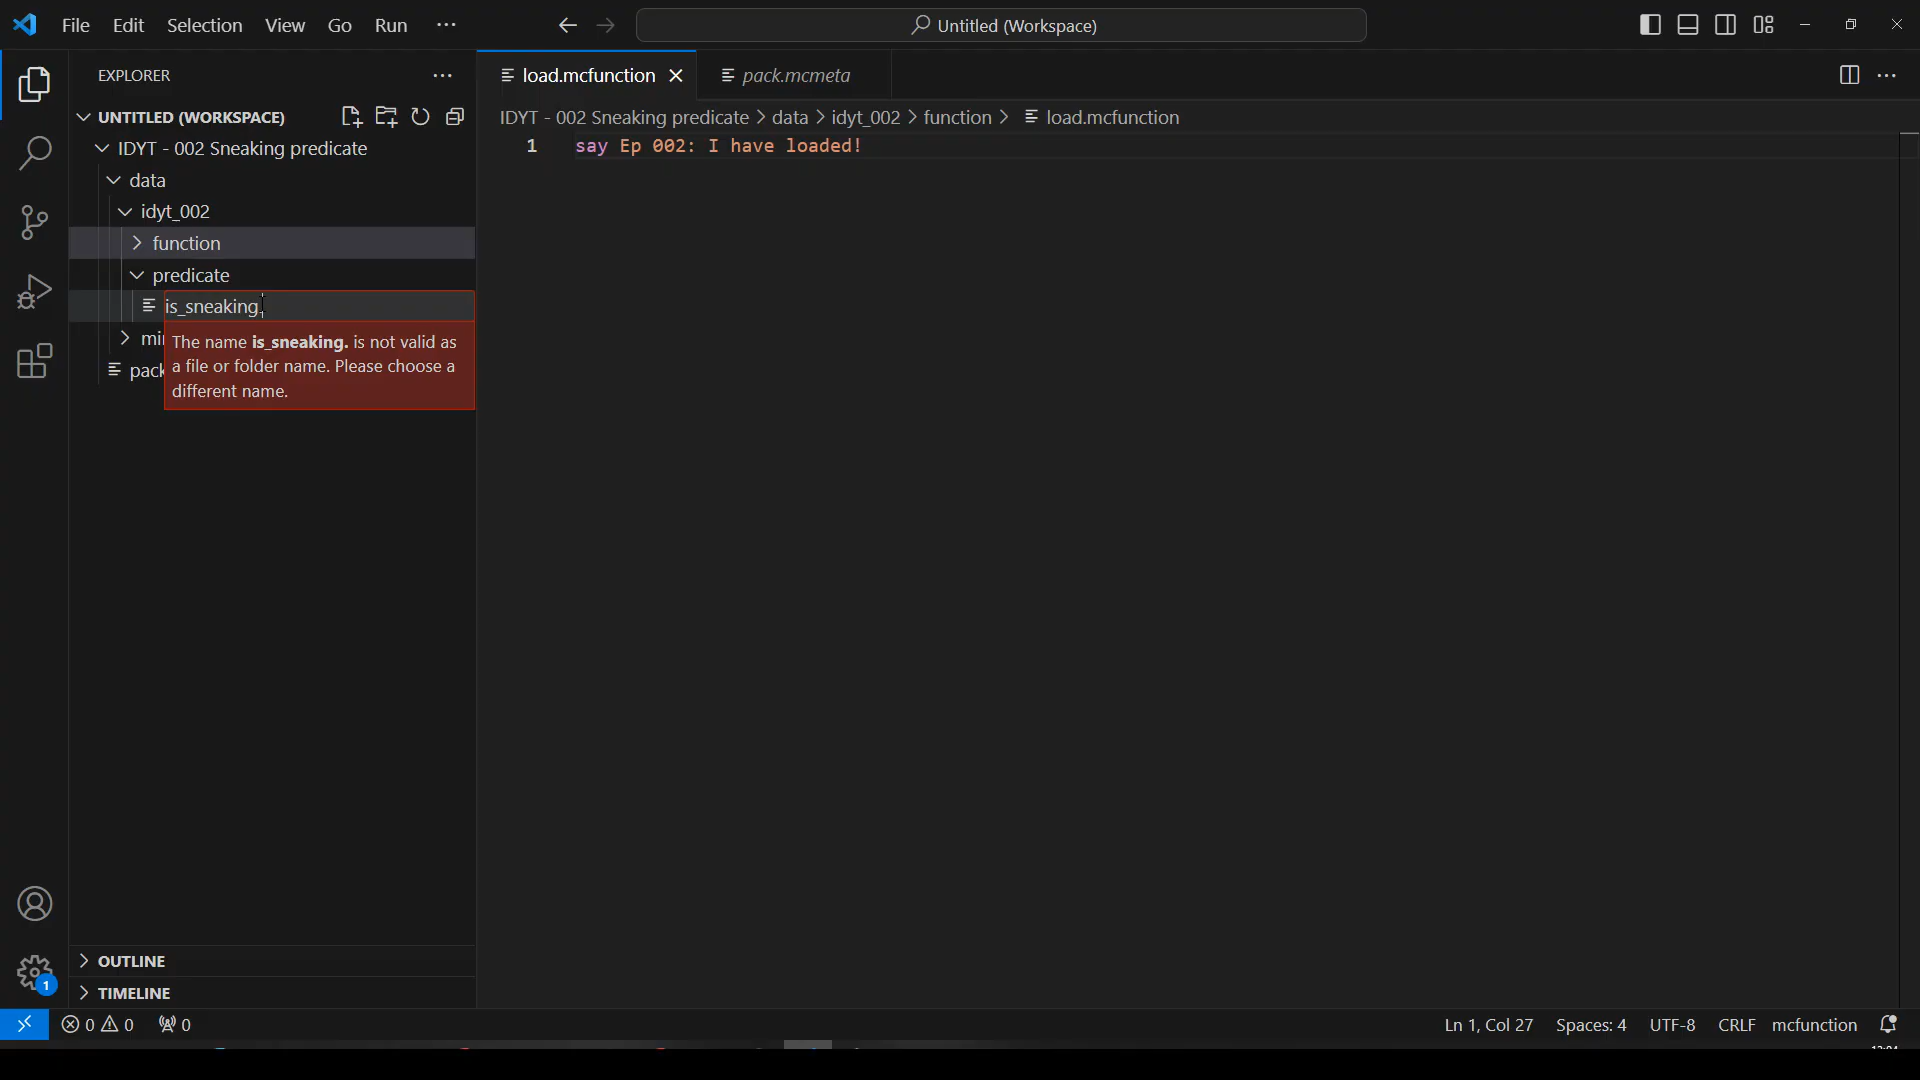 File Edit Selection View Go Run ···
Untitled (Workspace)
EXPLORER ···
load.mcfunction
pack.mcmeta
UNTITLED (WORKSPACE)
IDYT - 002 Sneaking predicate > data > idyt_002 > function > load.mcfunction
1 say Ep 002: I have loaded!
IDYT - 002 Sneaking predicate
data
idyt_002
function
predicate
is_sneaking.
The name is_sneaking. is not valid as
a file or folder name. Please choose a
different name.
OUTLINE
TIMELINE
1
0 0 0
Ln 1, Col 27 Spaces: 4 UTF-8 CRLF mcfunction